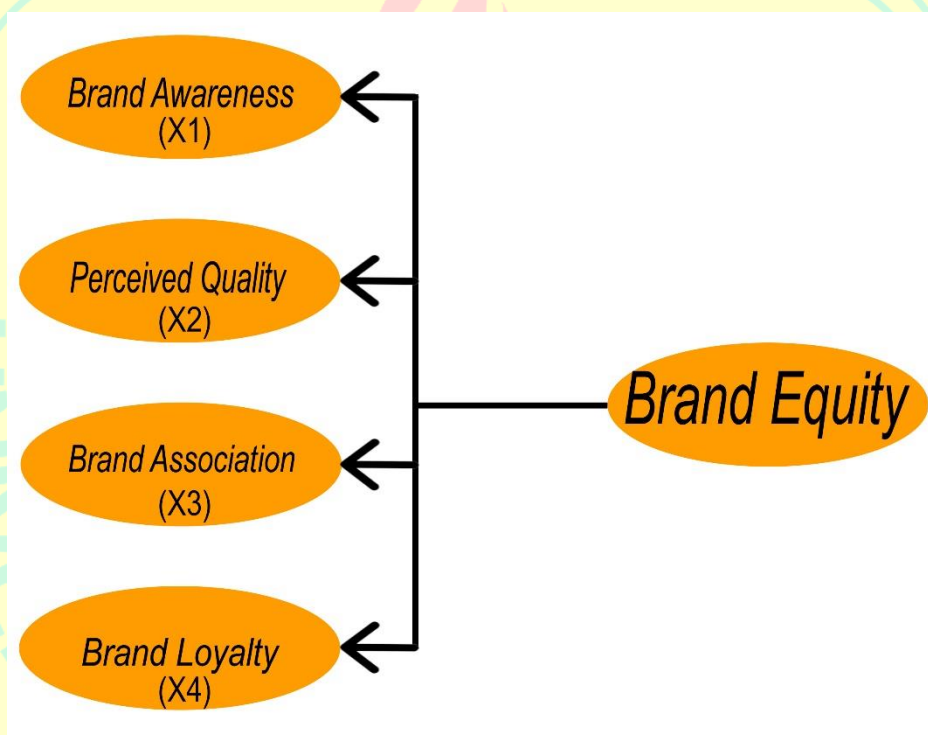 Brand Awareness
(X1)
Perceived Quality
(X2)
Brand Association
(X3)
Brand Loyalty
(X4)
Brand Equity